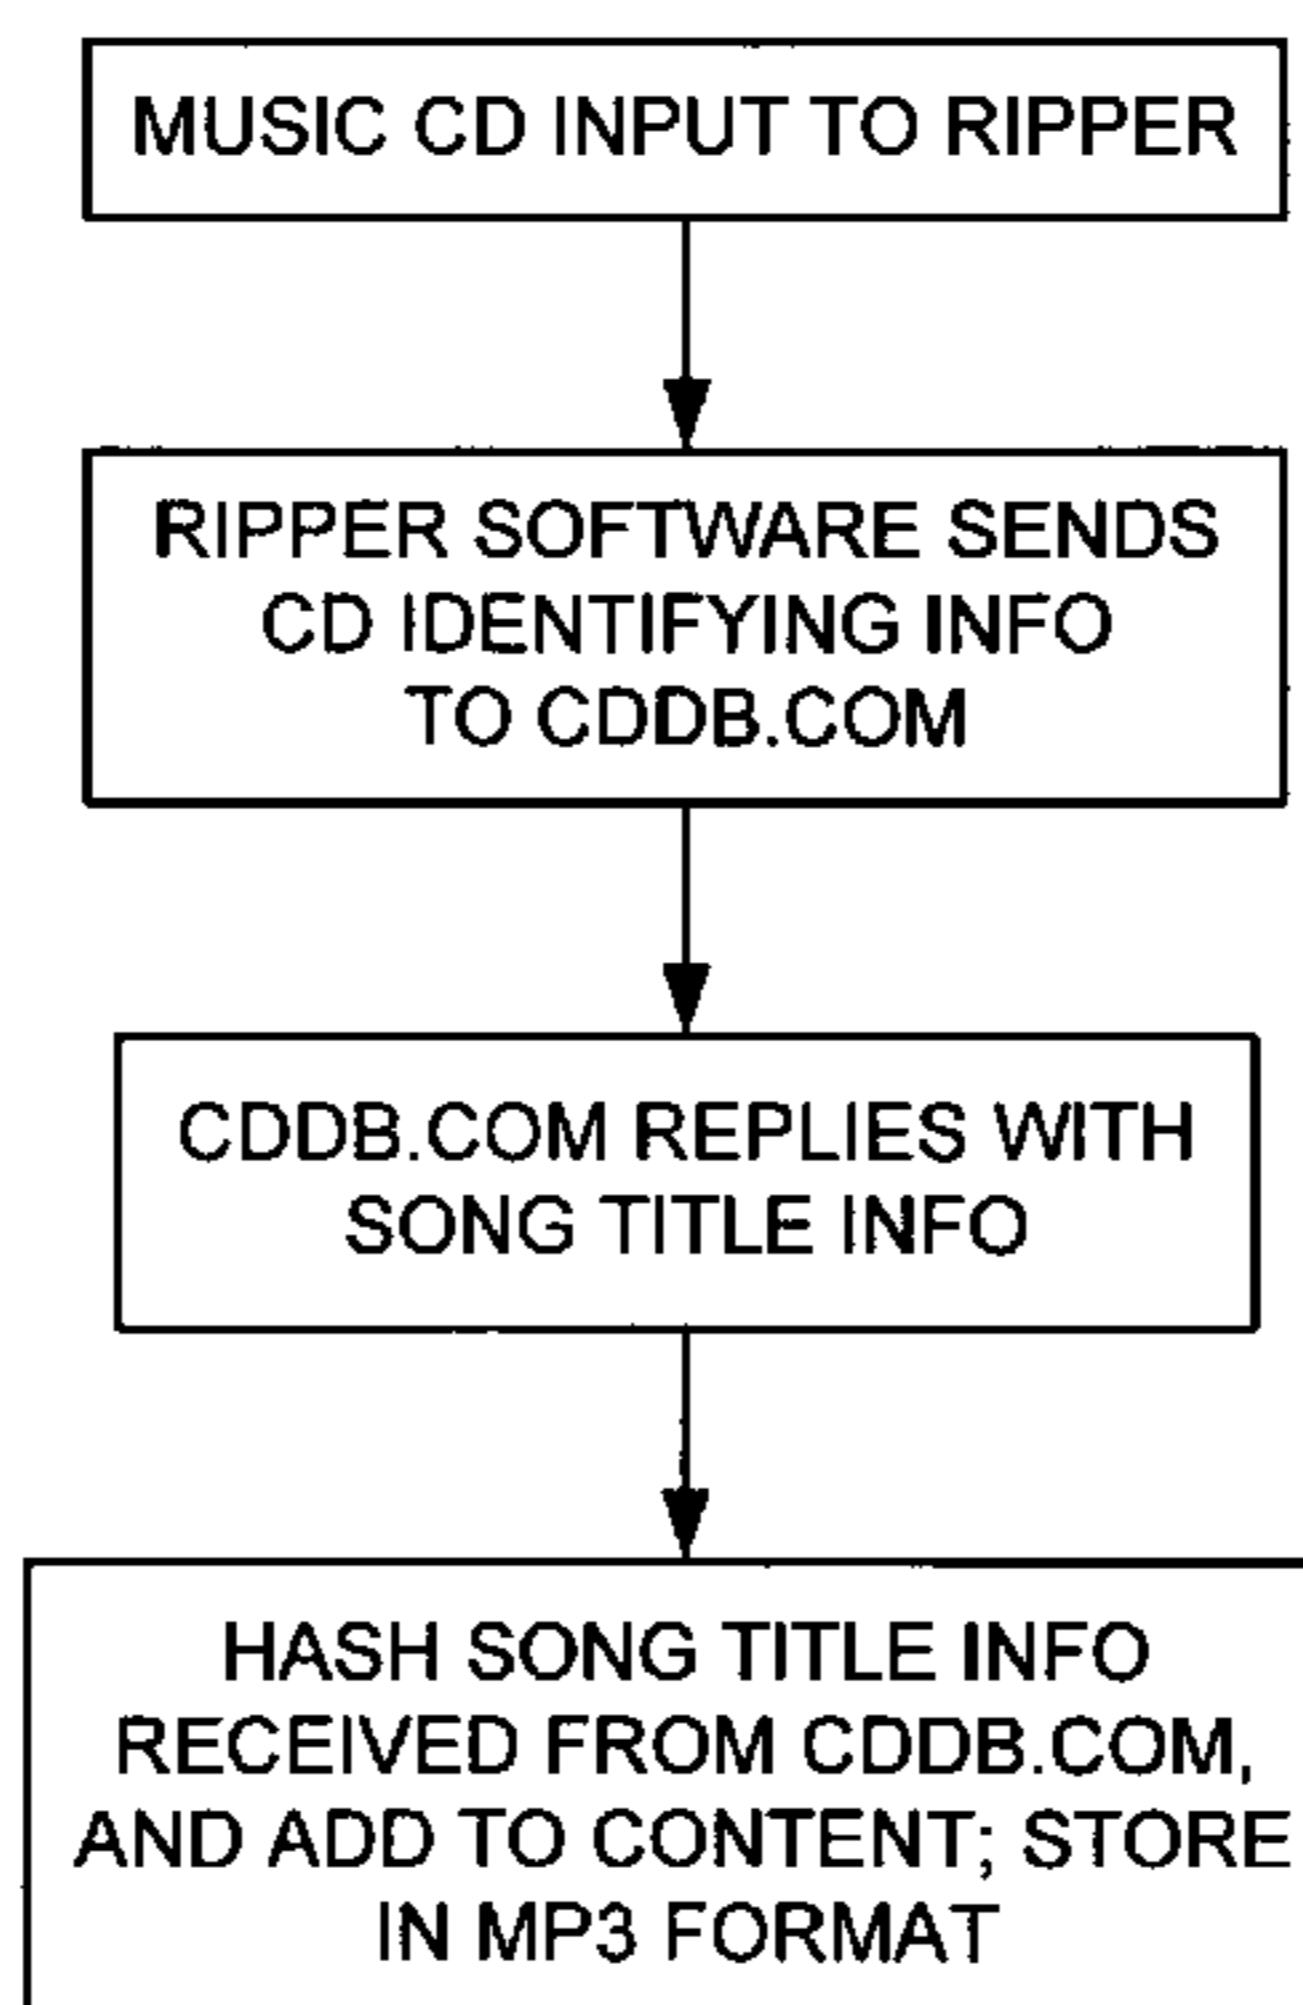 MUSIC CD INPUT TO RIPPER
RIPPER SOFTWARE SENDS
CD IDENTIFYING INFO
TO CDDB.COM
CDDB.COM REPLIES WITH
SONG TITLE INFO
HASH SONG TITLE INFO
RECEIVED FROM CDDB.COM,
AND ADD TO CONTENT; STORE
IN MP3 FORMAT